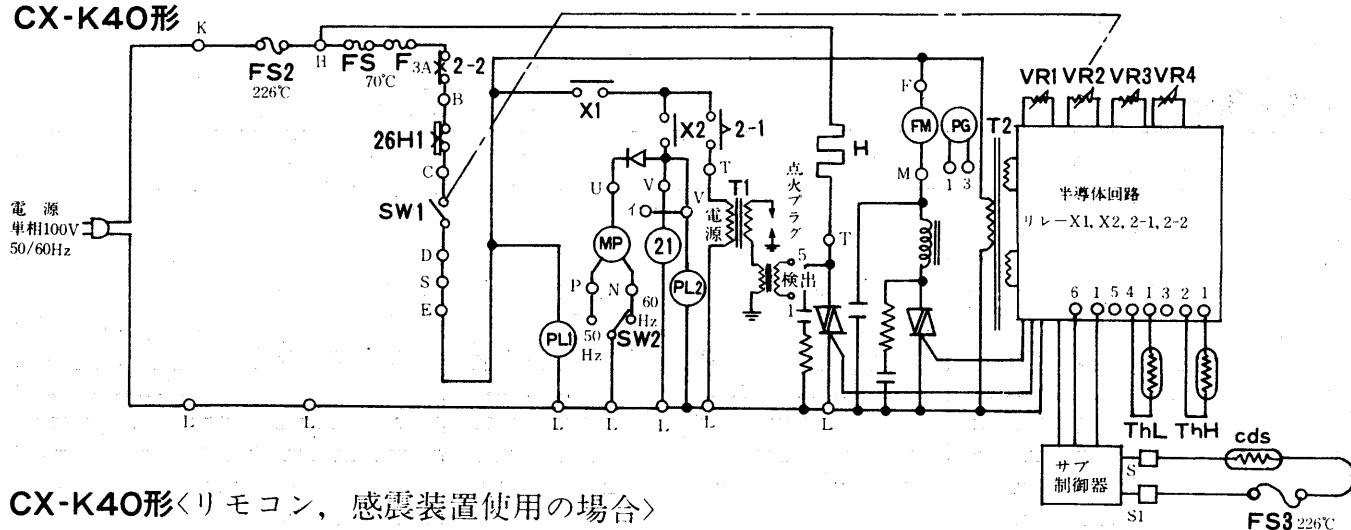 CX-K40形
K
FS2
226℃
H
FS
70℃
F
3A
2-2
B
26H1
C
SW1
D
S
E
電源
単相100V
50/60Hz
X1
X2
2-1
T
U
V
イ
V
MP
21
PL2
P
N
50
Hz
60
Hz
SW2
PL1
T1
電源
点火プラグ
5
検出
1
H
T
F
FM
PG
M
1
3
T2
VR1
VR2
VR3
VR4
半導体回路
リレーX1, X2, 2-1, 2-2
6 1 5 4 1 3 2 1
ThL
ThH
cds
サブ
制御器
S
S1
FS3 226℃
L
L
L
L
L
L
L
CX-K40形〈リモコン，感震装置使用の場合〉